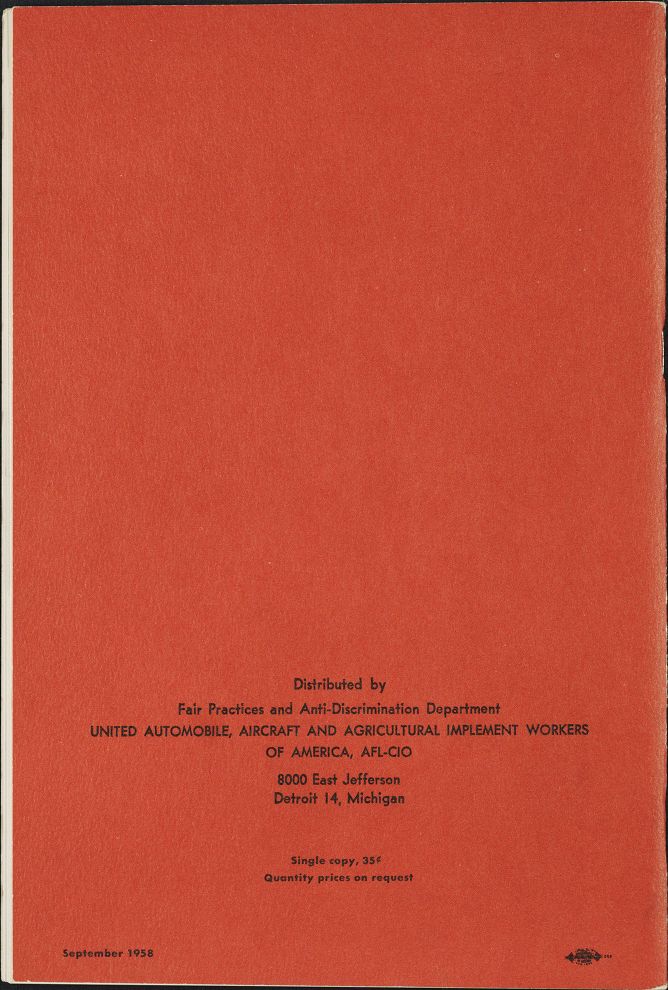 Distributed by
Fair Practices and Anti-Discrimination Department
UNITED AUTOMOBILE, AIRCRAFT AND AGRICULTURAL IMPLEMENT WORKERS
OF AMERICA, AFL-CIO
8000 East Jefferson
Detroit 14, Michigan
Single copy, 35¢
Quantity prices on request
September 1958